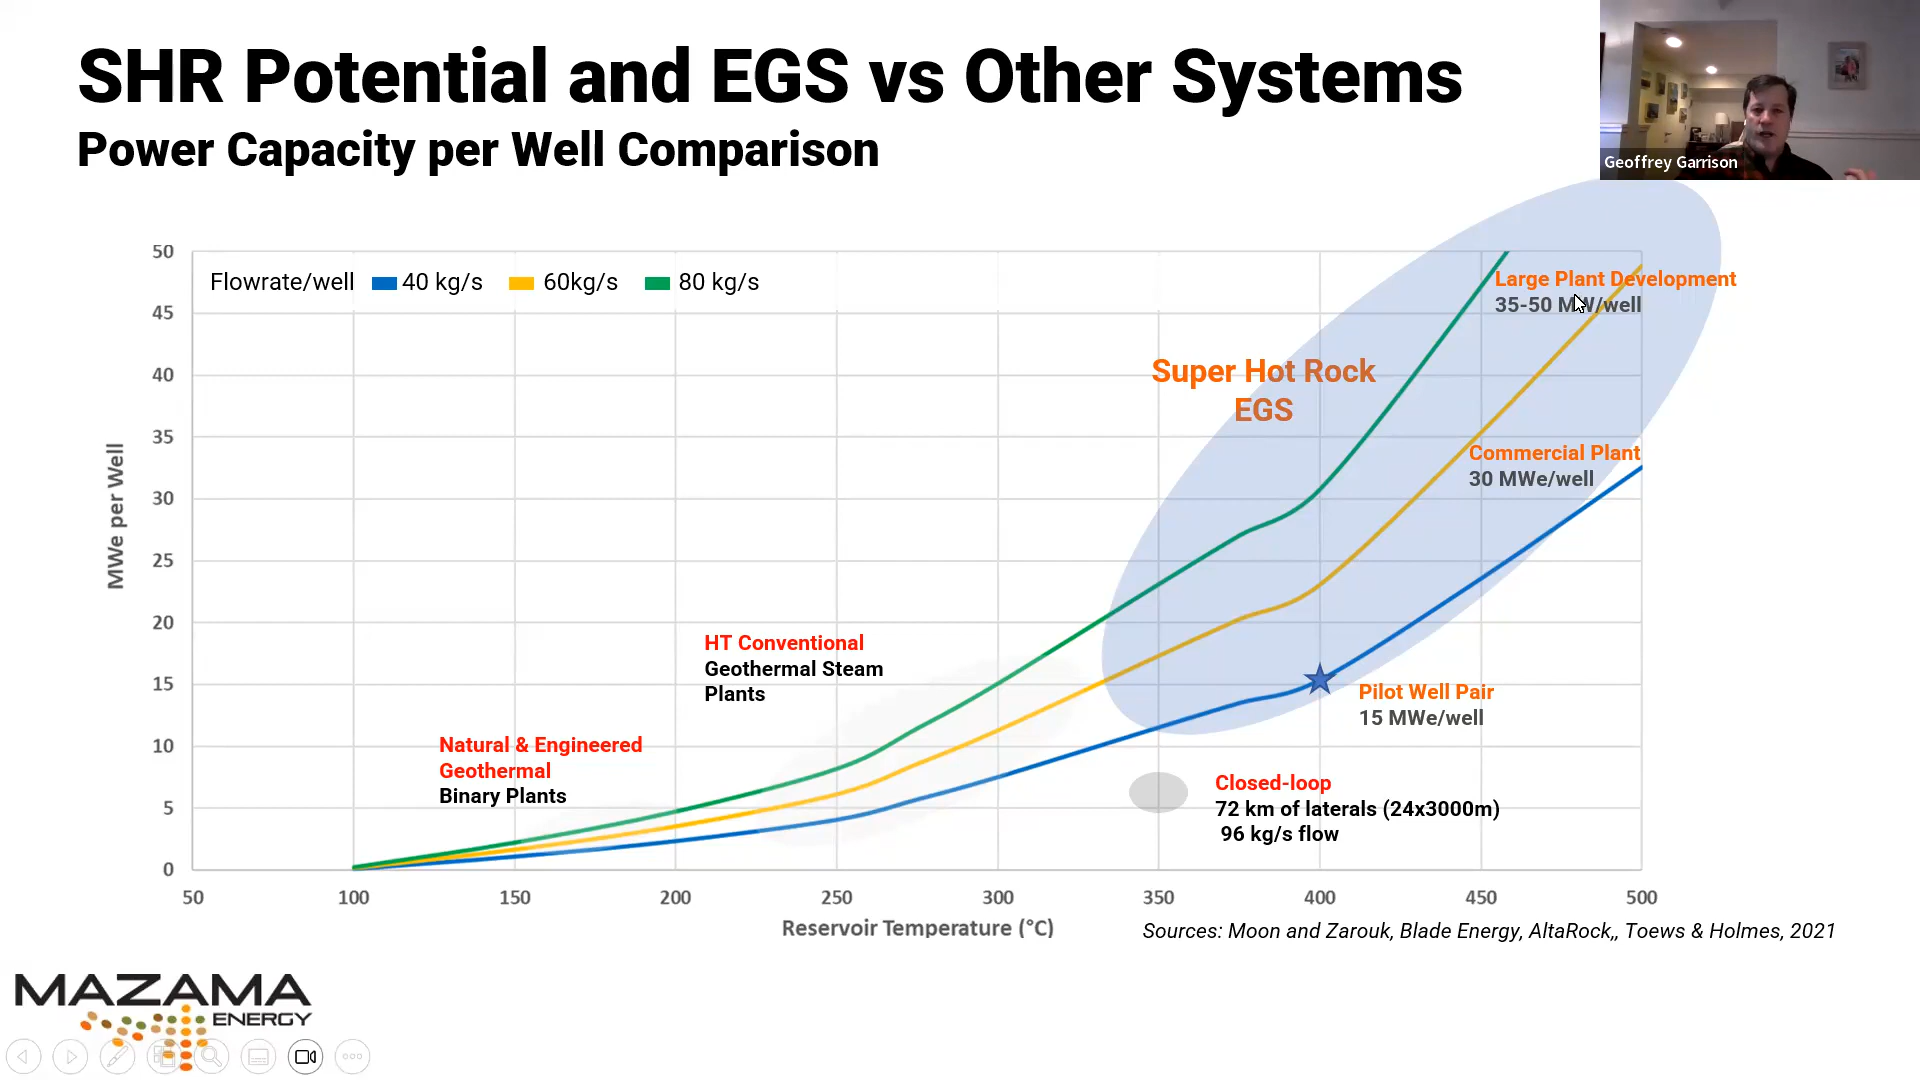 SHR Potential and EGS vs Other Systems
Power Capacity per Well Comparison
Geoffrey Garrison
Flowrate/well 40 kg/s 60kg/s 80 kg/s
50
45
40
35
30
25
20
15
10
5
0
MWe per Well
Large Plant Development
35-50 MW/well
Super Hot Rock
EGS
Commercial Plant
30 MWe/well
HT Conventional
Geothermal Steam
Plants
Pilot Well Pair
15 MWe/well
Natural & Engineered
Geothermal
Binary Plants
Closed-loop
72 km of laterals (24x3000m)
96 kg/s flow
50 100 150 200 250 300 350 400 450 500
Reservoir Temperature (°C)
Sources: Moon and Zarouk, Blade Energy, AltaRock,, Toews & Holmes, 2021
MAZAMA
ENERGY